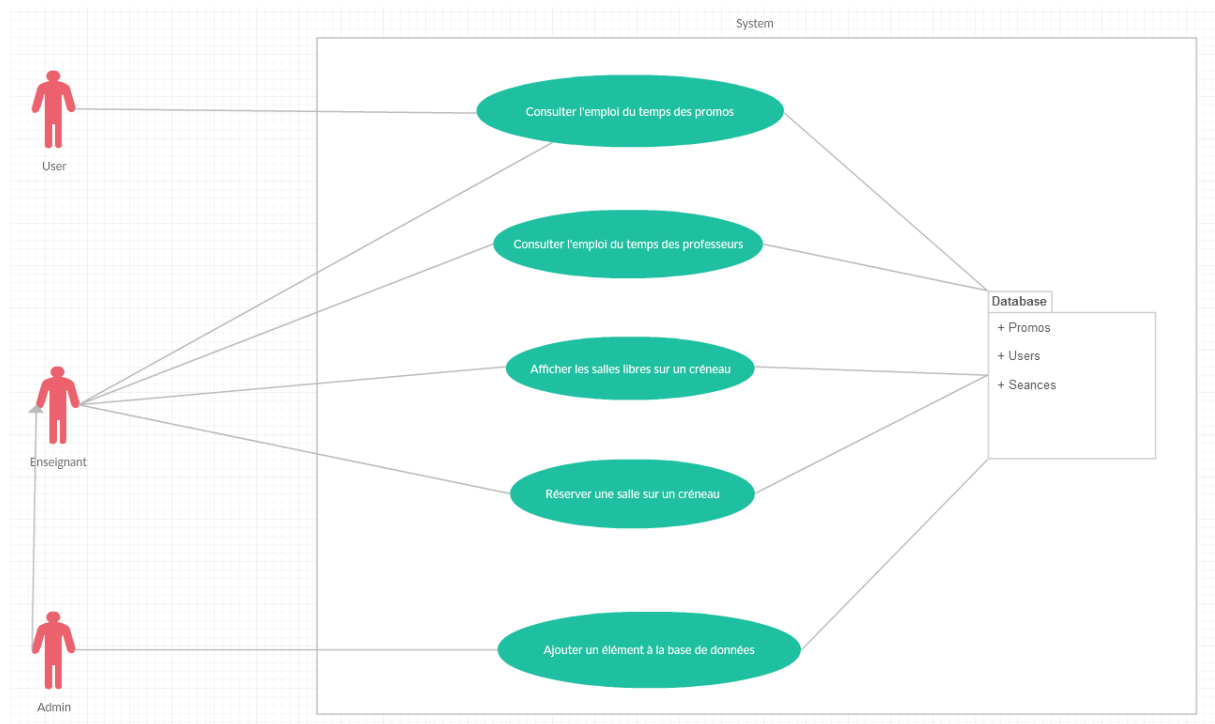 System
Consulter l'emploi du temps des promos
User
Consulter l'emploi du temps des professeurs
Database
+ Promos
+ Users
+ Seances
Afficher les salles libres sur un créneau
Enseignant
Réserver une salle sur un créneau
Ajouter un élément à la base de données
Admin